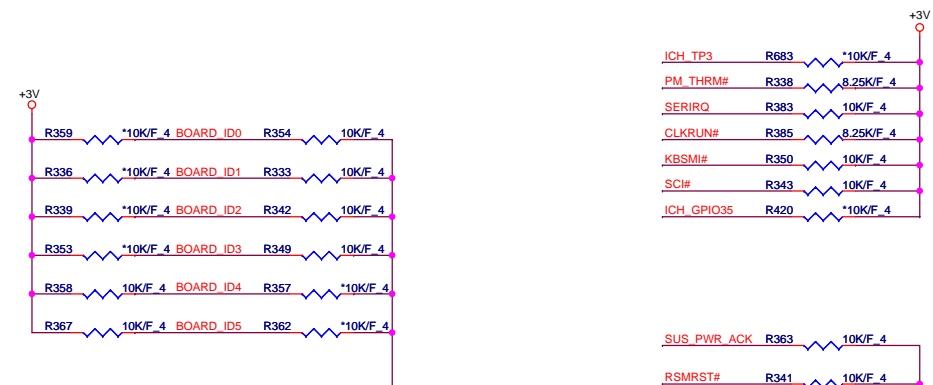 +3V
ICH_TP3 R683 *10K/F_4
PM_THRM# R338 8.25K/F_4
SERIRQ R383 10K/F_4
CLKRUN# R385 8.25K/F_4
KBSMI# R350 10K/F_4
SCI# R343 10K/F_4
ICH_GPIO35 R420 *10K/F_4
+3V
R359 *10K/F_4 BOARD_ID0 R354 10K/F_4
R336 *10K/F_4 BOARD_ID1 R333 10K/F_4
R339 *10K/F_4 BOARD_ID2 R342 10K/F_4
R353 *10K/F_4 BOARD_ID3 R349 10K/F_4
R358 10K/F_4 BOARD_ID4 R357 *10K/F_4
R367 10K/F_4 BOARD_ID5 R362 *10K/F_4
SUS_PWR_ACK R363 10K/F_4
RSMRST# R341 10K/F_4